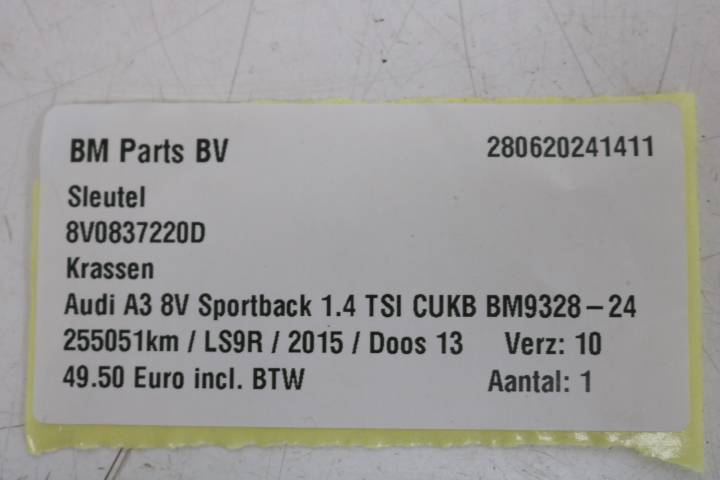 BM Parts BV 280620241411
Sleutel
8V0837220D
Krassen
Audi A3 8V Sportback 1.4 TSI CUKB BM9328-24
255051km / LS9R / 2015 / Doos 13 Verz: 10
49.50 Euro incl. BTW Aantal: 1